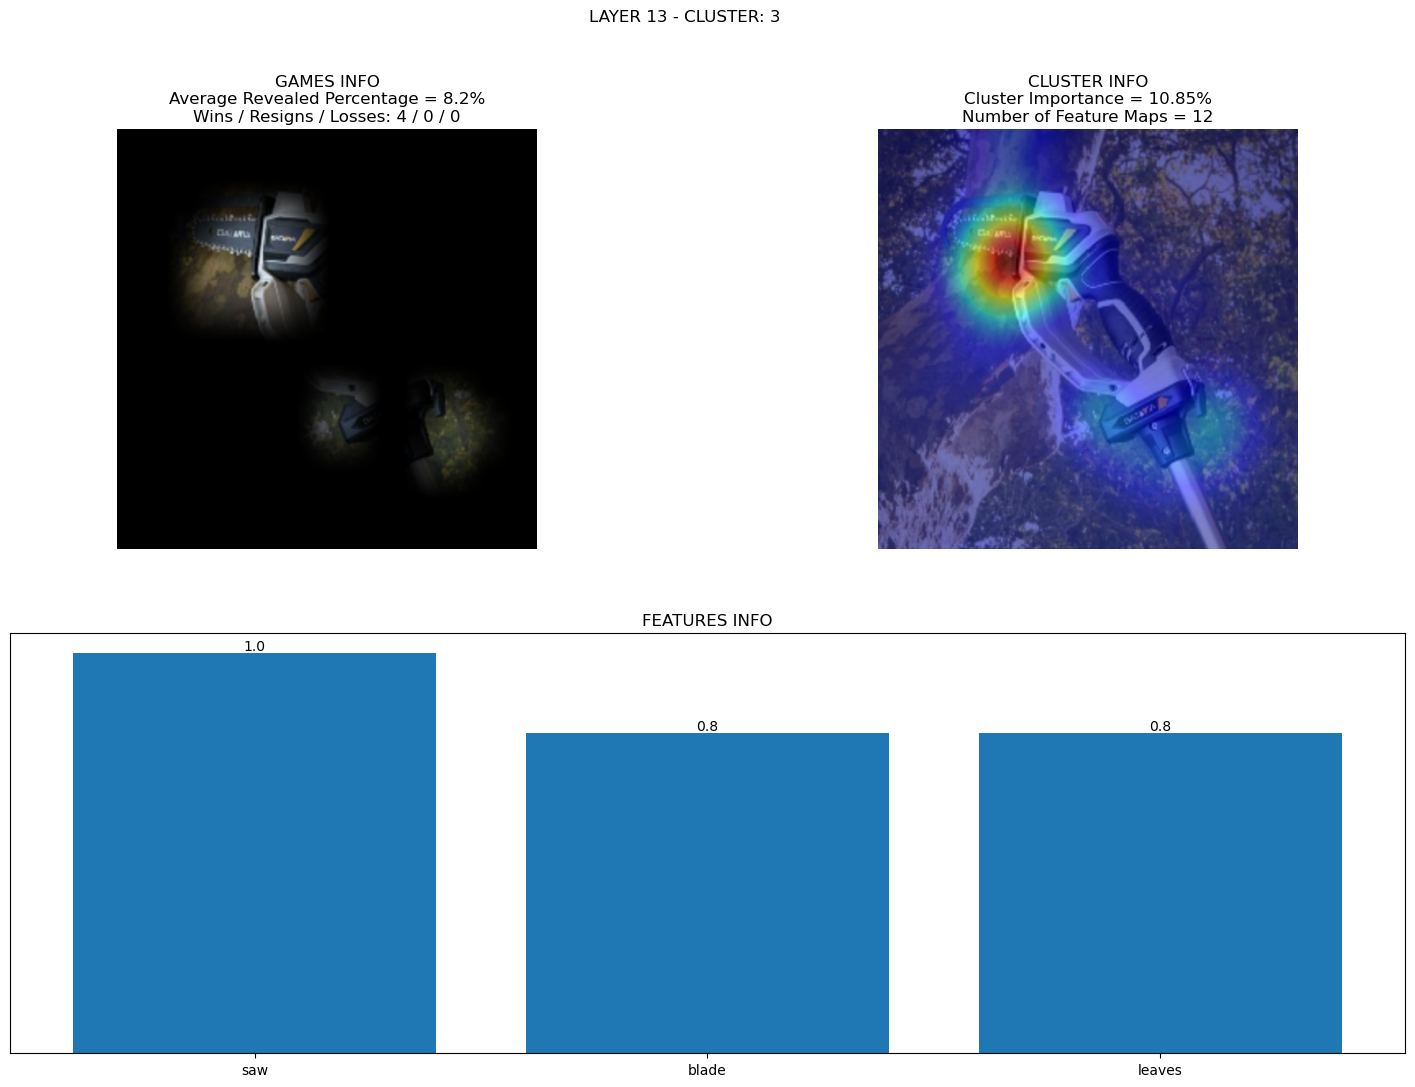 LAYER 13 - CLUSTER: 3
GAMES INFO
Average Revealed Percentage = 8.2%
Wins / Resigns / Losses: 4 / 0 / 0
CLUSTER INFO
Cluster Importance = 10.85%
Number of Feature Maps = 12
FEATURES INFO
1.0
0.8
0.8
saw
blade
leaves